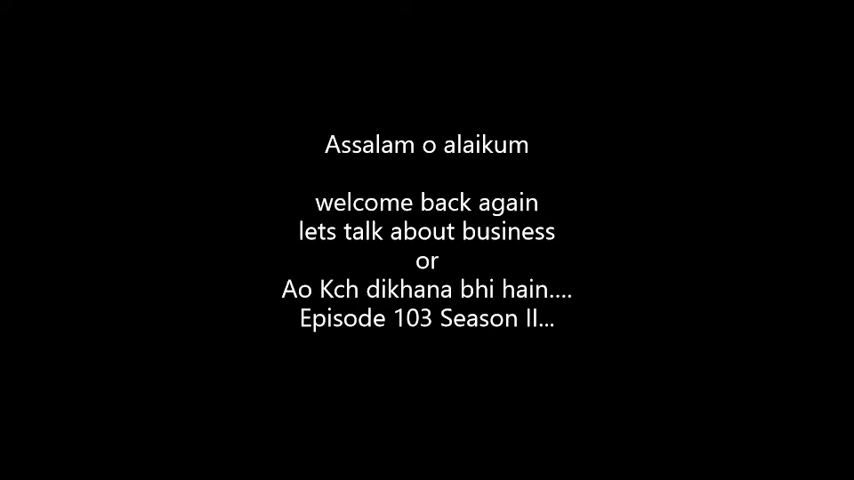 Assalam o alaikum
welcome back again
lets talk about business
or
Ao Kch dikhana bhi hain....
Episode 103 Season II...